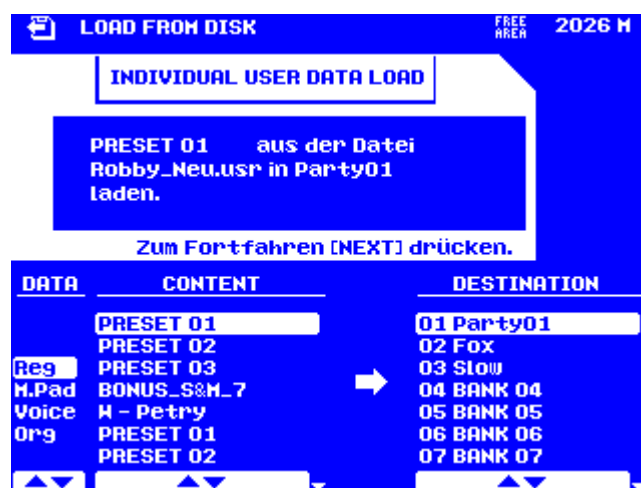 LOAD FROM DISK
FREE AREA 2026 M
INDIVIDUAL USER DATA LOAD
PRESET 01 aus der Datei
Robby_Neu.usr in Party01
laden.
Zum Fortfahren [NEXT] drücken.
DATA CONTENT DESTINATION
PRESET 01 01 Party01
PRESET 02 02 Fox
Reg PRESET 03 03 Slow
M.Pad BONUS_S&M_7 04 BANK 04
Voice W - Petry 05 BANK 05
Org PRESET 01 06 BANK 06
PRESET 02 07 BANK 07